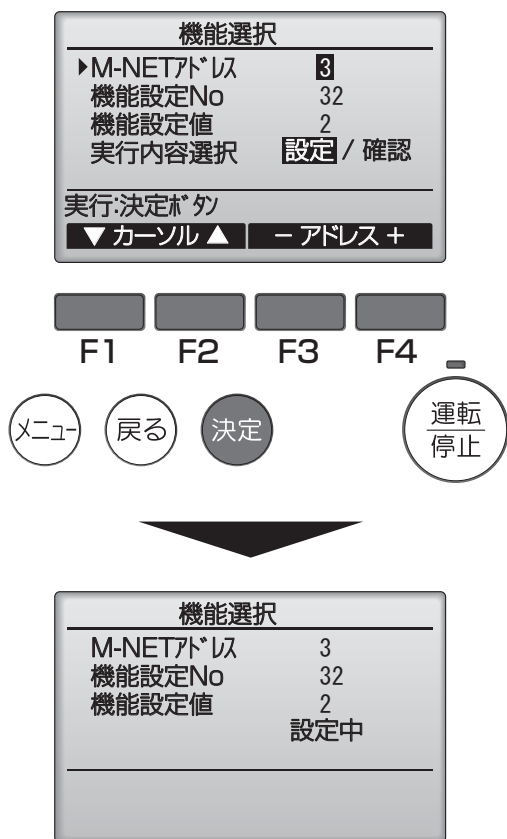 機能選択
▶M-NETｱﾄﾞﾚｽ 3
機能設定No 32
機能設定値 2
実行内容選択 設定 / 確認
実行:決定ﾎﾞﾀﾝ
▼ カーソル ▲ − アドレス +
F1 F2 F3 F4
メニュー 戻る 決定 運転
停止
機能選択
M-NETｱﾄﾞﾚｽ 3
機能設定No 32
機能設定値 2
設定中